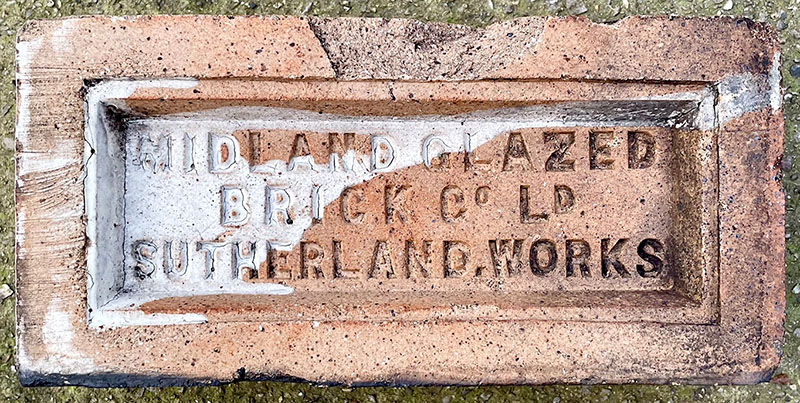 MIDLAND GLAZED
BRICK Cº LD
SUTHERLAND.WORKS